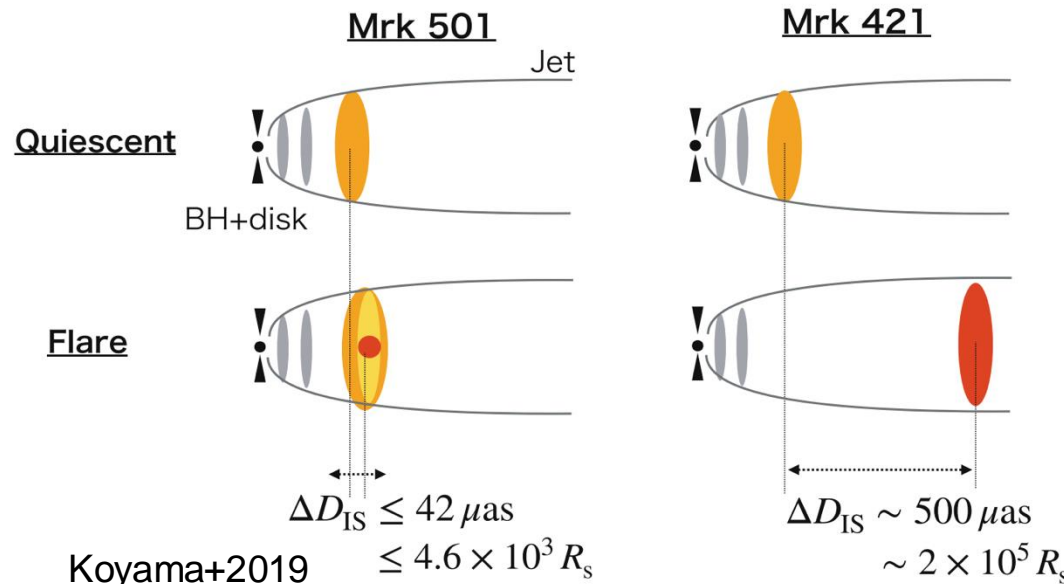 Mrk 501
Mrk 421
Jet
Quiescent
BH+disk
Flare
ΔD_IS ≤ 42 μas
≤ 4.6 × 10³ R_s
ΔD_IS ∼ 500 μas
∼ 2 × 10⁵ R_s
Koyama+2019